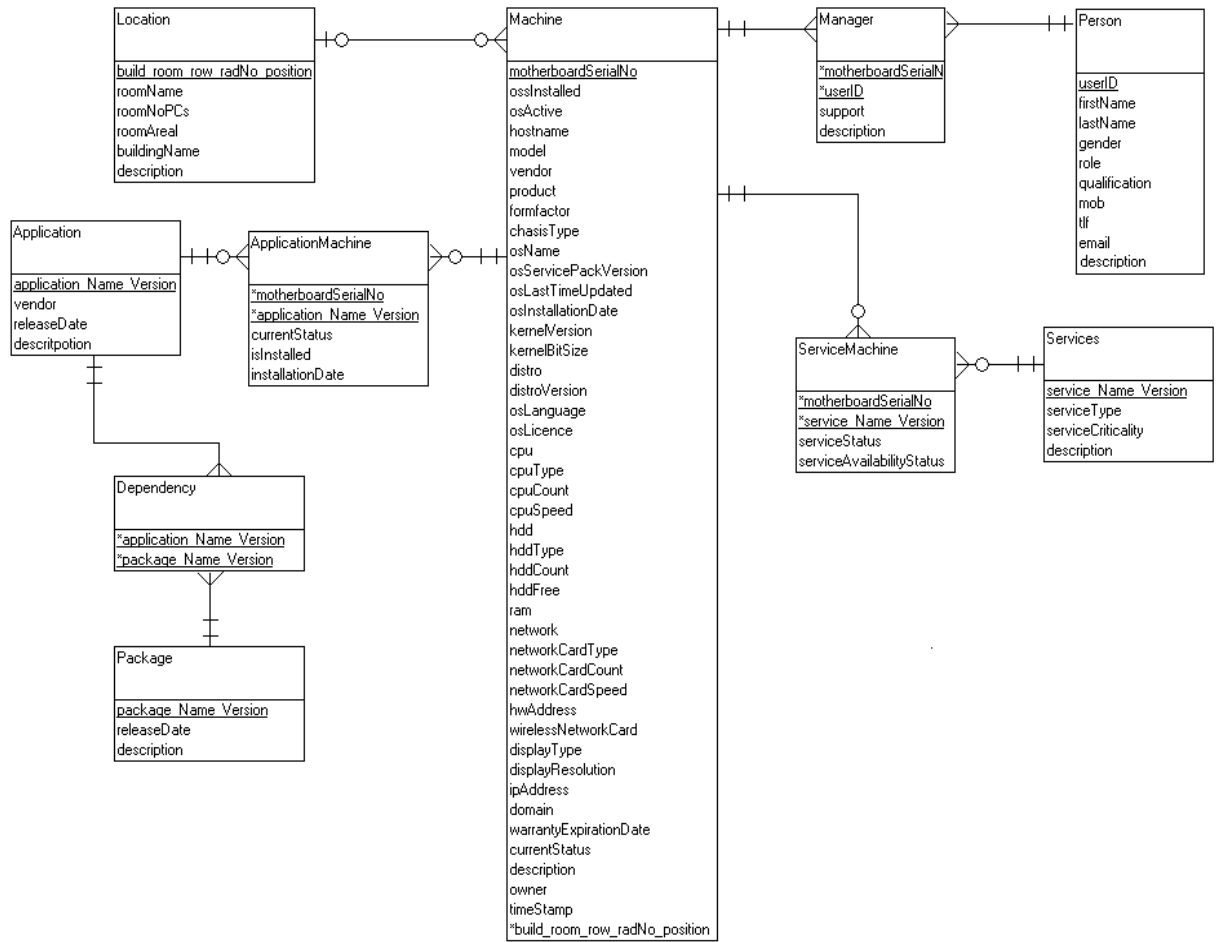 Location
build_room_row_radNo_position
roomName
roomNoPCs
roomAreal
buildingName
description
Machine
motherboardSerialNo
ossInstalled
osActive
hostname
model
vendor
product
formfactor
chasisType
osName
osServicePackVersion
osLastTimeUpdated
osInstallationDate
kernelVersion
kernelBitSize
distro
distroVersion
osLanguage
osLicence
cpu
cpuType
cpuCount
cpuSpeed
hdd
hddType
hddCount
hddFree
ram
network
networkCardType
networkCardCount
networkCardSpeed
hwAddress
wirelessNetworkCard
displayType
displayResolution
ipAddress
domain
warrantyExpirationDate
currentStatus
description
owner
timeStamp
*build_room_row_radNo_position
Manager
*motherboardSerialN
*userID
support
description
Person
userID
firstName
lastName
gender
role
qualification
mob
tlf
email
description
Application
application_Name_Version
vendor
releaseDate
descritpotion
ApplicationMachine
*motherboardSerialNo
*application_Name_Version
currentStatus
isInstalled
installationDate
ServiceMachine
*motherboardSerialNo
*service_Name_Version
serviceStatus
serviceAvailabilityStatus
Services
service_Name_Version
serviceType
serviceCriticality
description
Dependency
*application_Name_Version
*package_Name_Version
Package
package_Name_Version
releaseDate
description